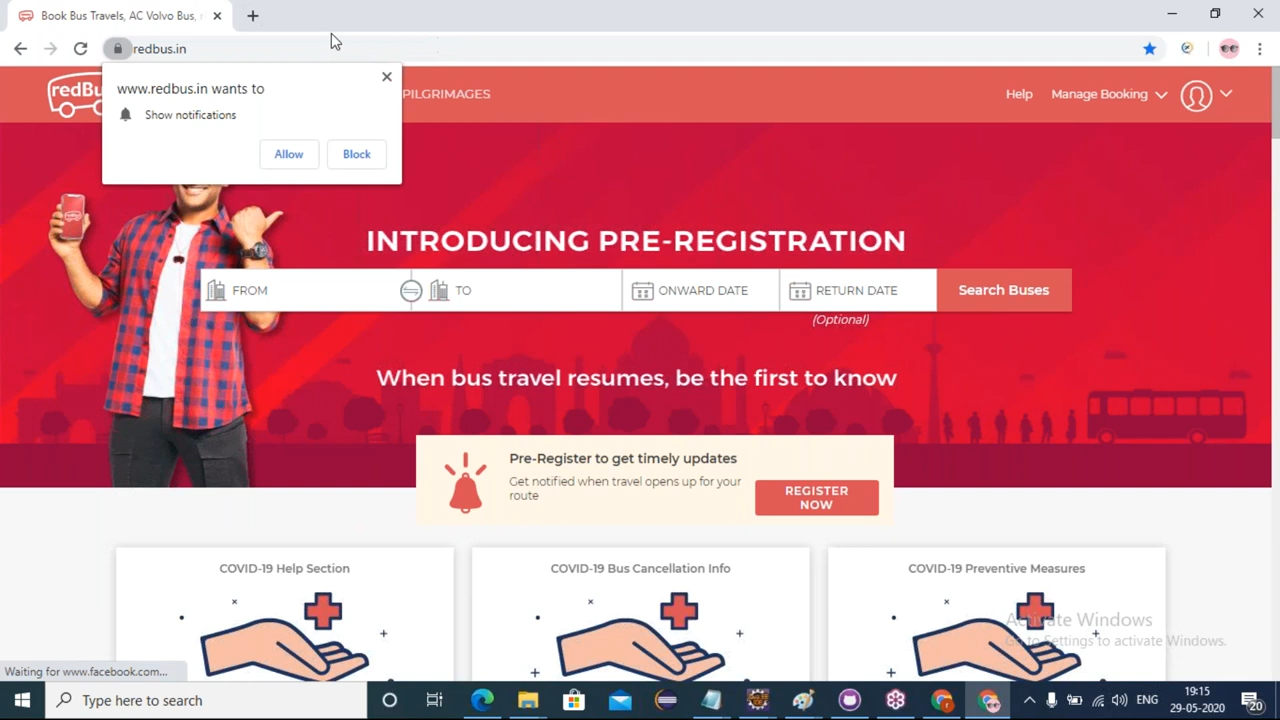 Book Bus Travels, AC Volvo Bus, r
redbus.in
www.redbus.in wants to
Show notifications
Allow
Block
redBu
PILGRIMAGES
Help
Manage Booking
INTRODUCING PRE-REGISTRATION
FROM
TO
ONWARD DATE
RETURN DATE
Search Buses
(Optional)
When bus travel resumes, be the first to know
Pre-Register to get timely updates
Get notified when travel opens up for your
route
REGISTER
NOW
COVID-19 Help Section
COVID-19 Bus Cancellation Info
COVID-19 Preventive Measures
Activate Windows
Go to Settings to activate Windows.
Waiting for www.facebook.com...
Type here to search
ENG
19:15
29-05-2020
20